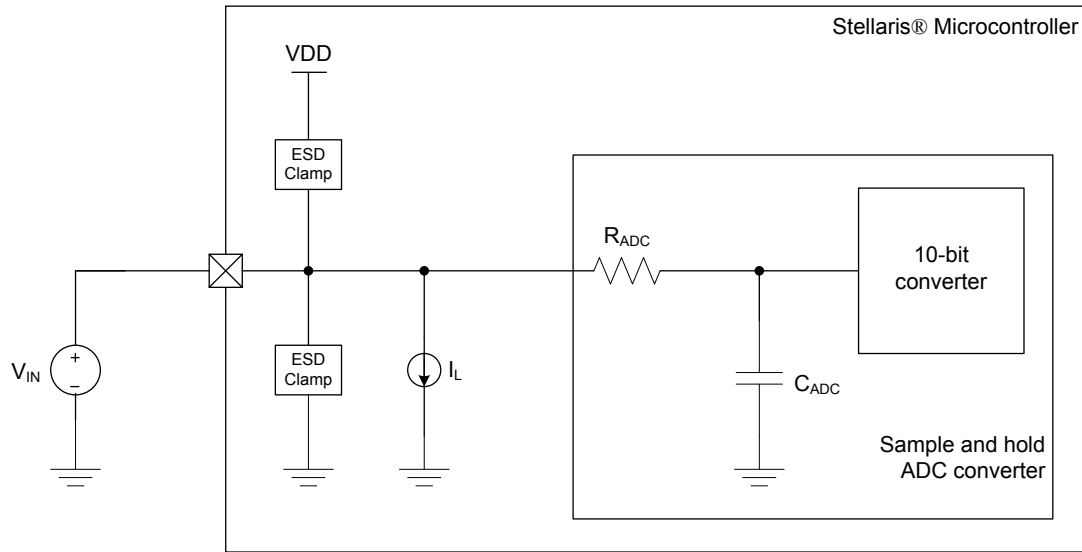 Stellaris® Microcontroller
VDD
ESD
Clamp
RADC
10-bit
converter
VIN
+
−
ESD
Clamp
IL
CADC
Sample and hold
ADC converter